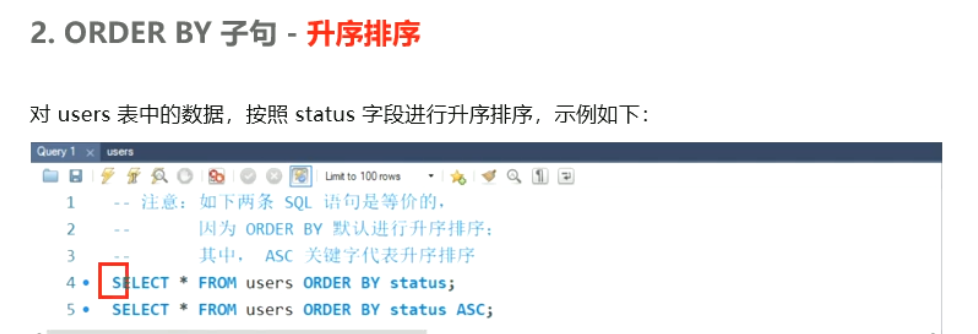 2. ORDER BY 子句 - 升序排序
对 users 表中的数据，按照 status 字段进行升序排序，示例如下：
Query 1 × users
Limit to 100 rows
1 -- 注意：如下两条 SQL 语句是等价的，
2 -- 因为 ORDER BY 默认进行升序排序；
3 -- 其中， ASC 关键字代表升序排序
4 SELECT * FROM users ORDER BY status;
5 SELECT * FROM users ORDER BY status ASC;